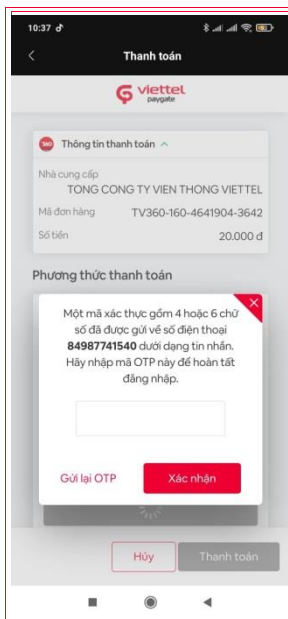 10:37
Thanh toán
viettel
paygate
360 Thông tin thanh toán
Nhà cung cấp
TONG CONG TY VIEN THONG VIETTEL
Mã đơn hàng TV360-160-4641904-3642
Số tiền 20.000 đ
Phương thức thanh toán
Một mã xác thực gồm 4 hoặc 6 chữ
số đã được gửi về số điện thoại
84987741540 dưới dạng tin nhắn.
Hãy nhập mã OTP này để hoàn tất
đăng nhập.
Gửi lại OTP Xác nhận
Hủy Thanh toán